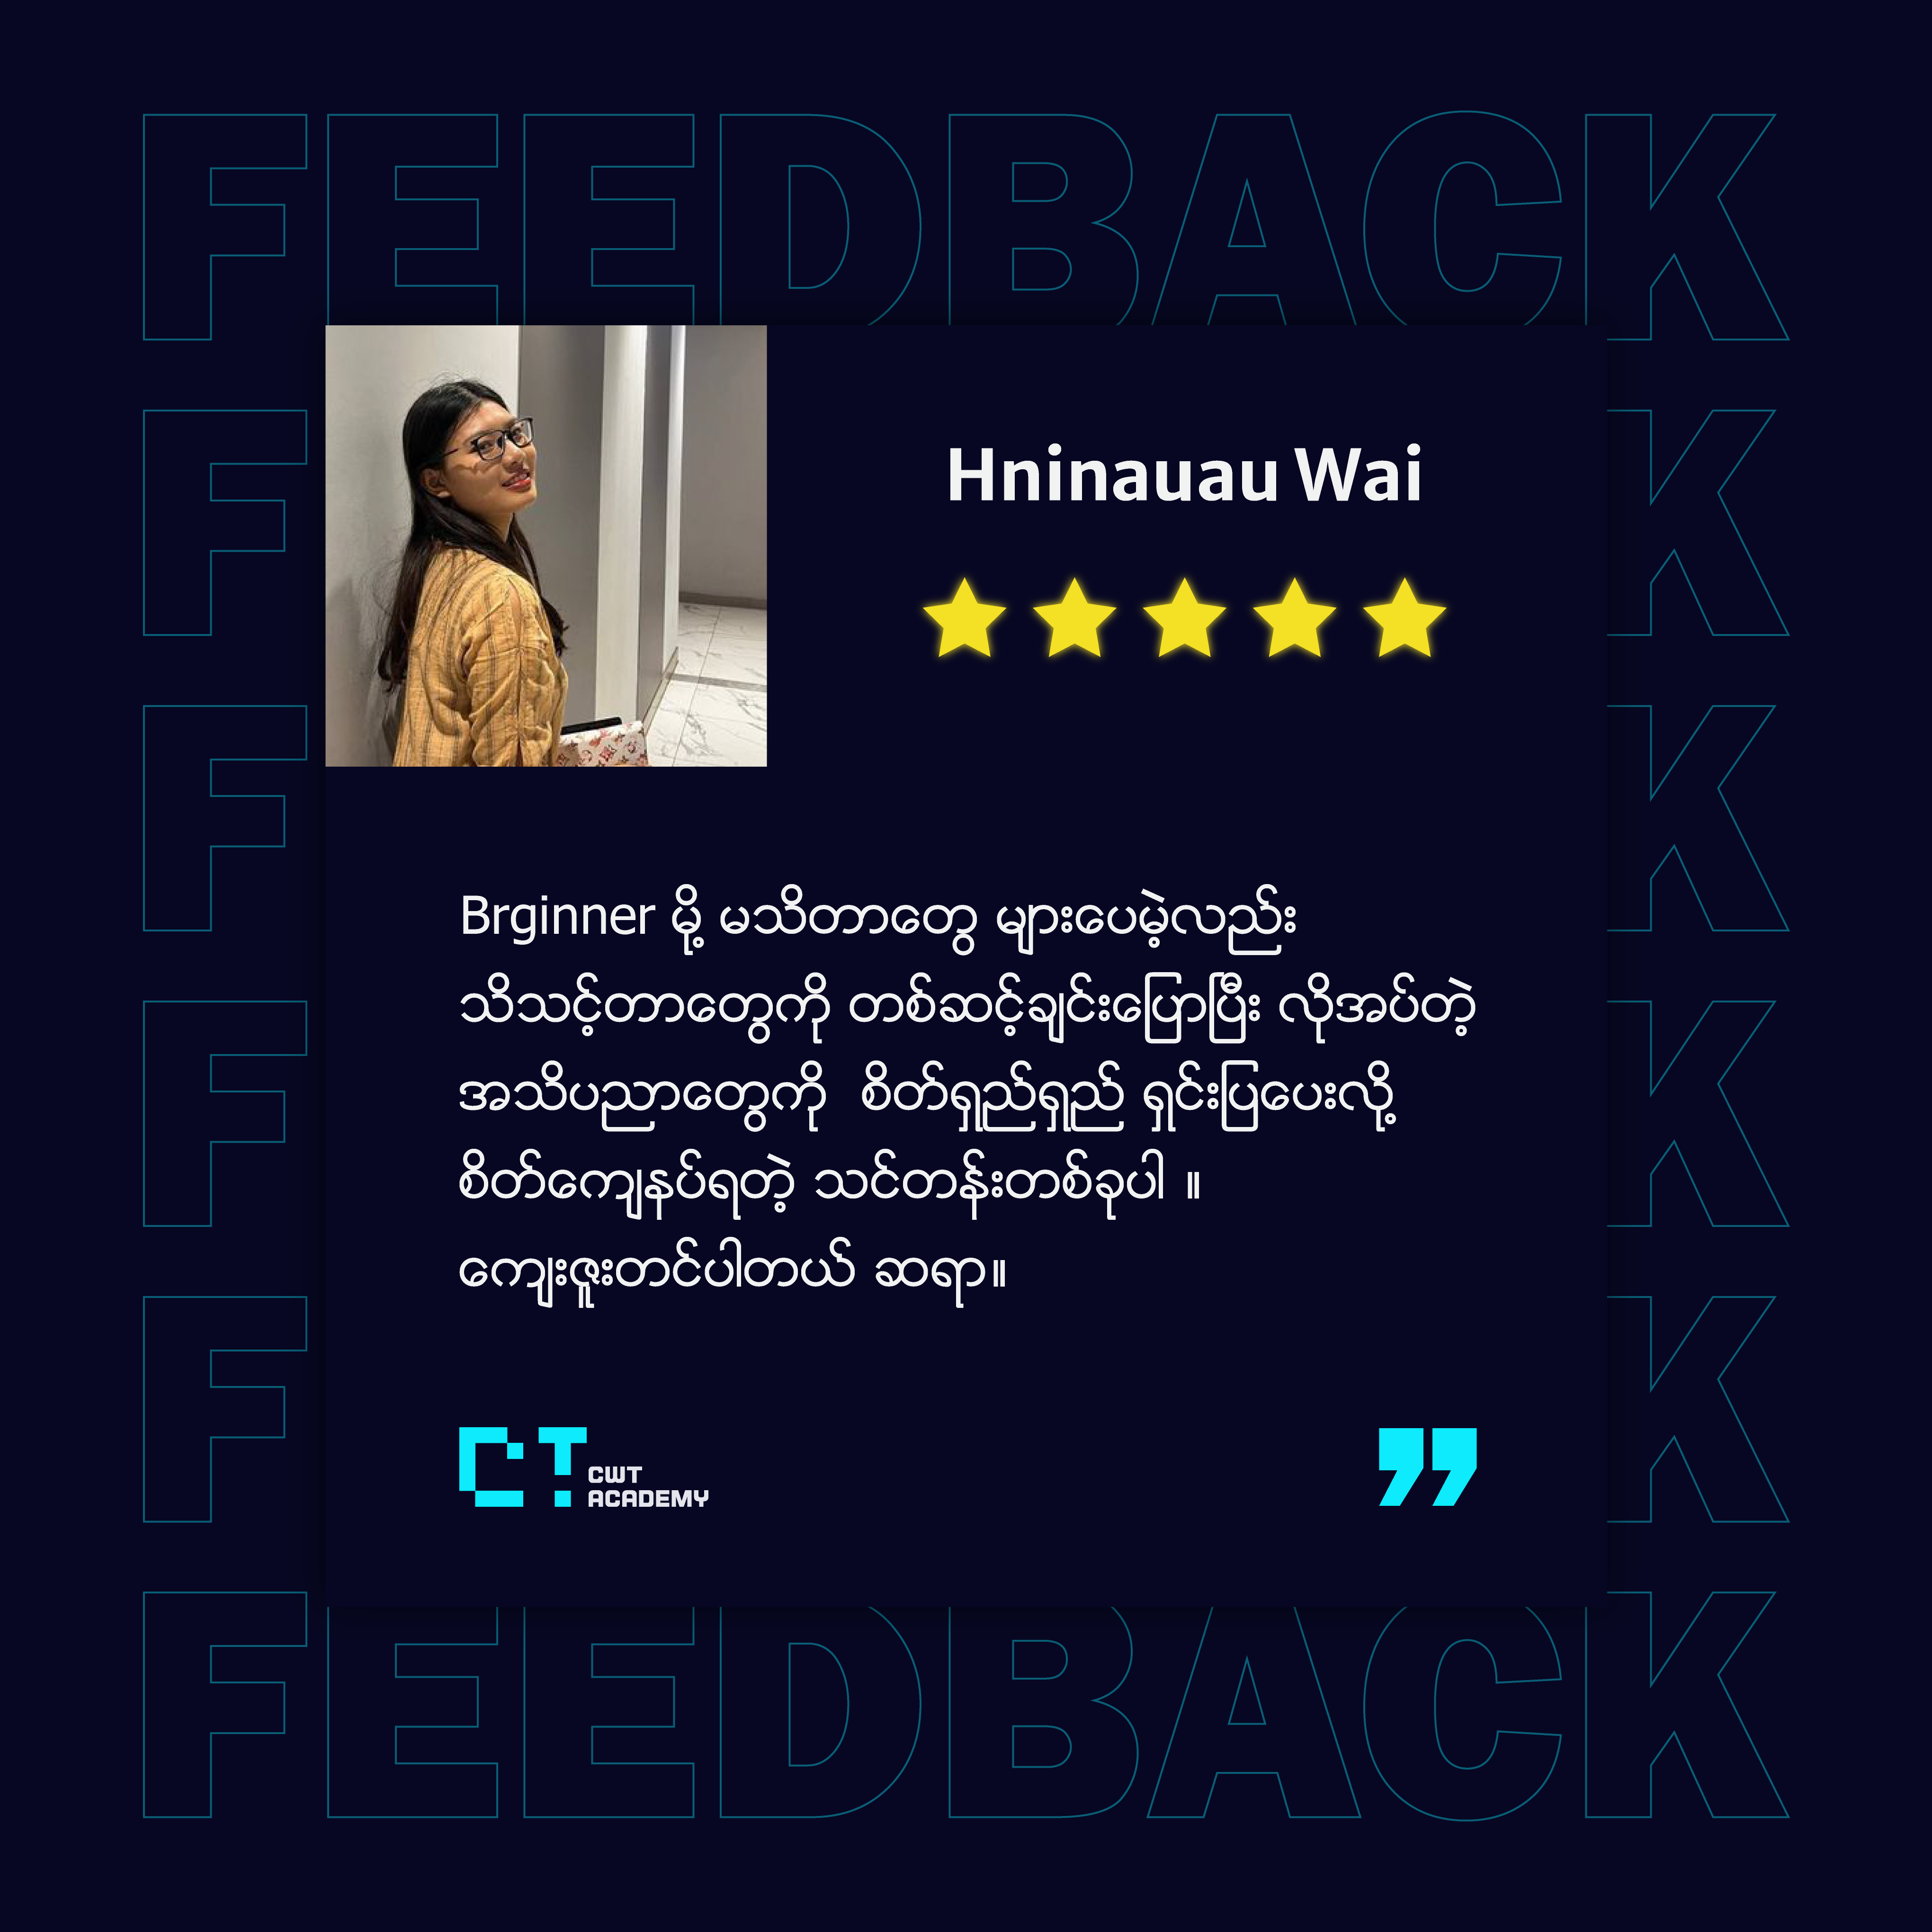 FEEDBACK
Hninauau Wai
Brginner မို့ မသိတာတွေ များပေမဲ့လည်း
သိသင့်တာတွေကို တစ်ဆင့်ချင်းပြောပြီး လိုအပ်တဲ့
အသိပညာတွေကို စိတ်ရှည်ရှည် ရှင်းပြပေးလို့
စိတ်ကျေနပ်ရတဲ့ သင်တန်းတစ်ခုပါ ။
ကျေးဇူးတင်ပါတယ် ဆရာ။
CT
CWT
ACADEMY
”
FEEDBACK